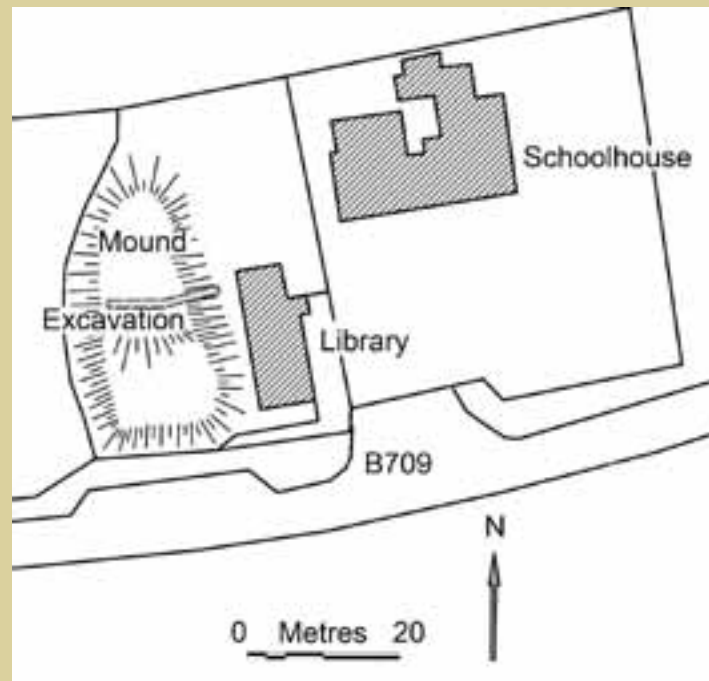 Schoolhouse
Mound
Excavation
Library
B709
N
0 Metres 20